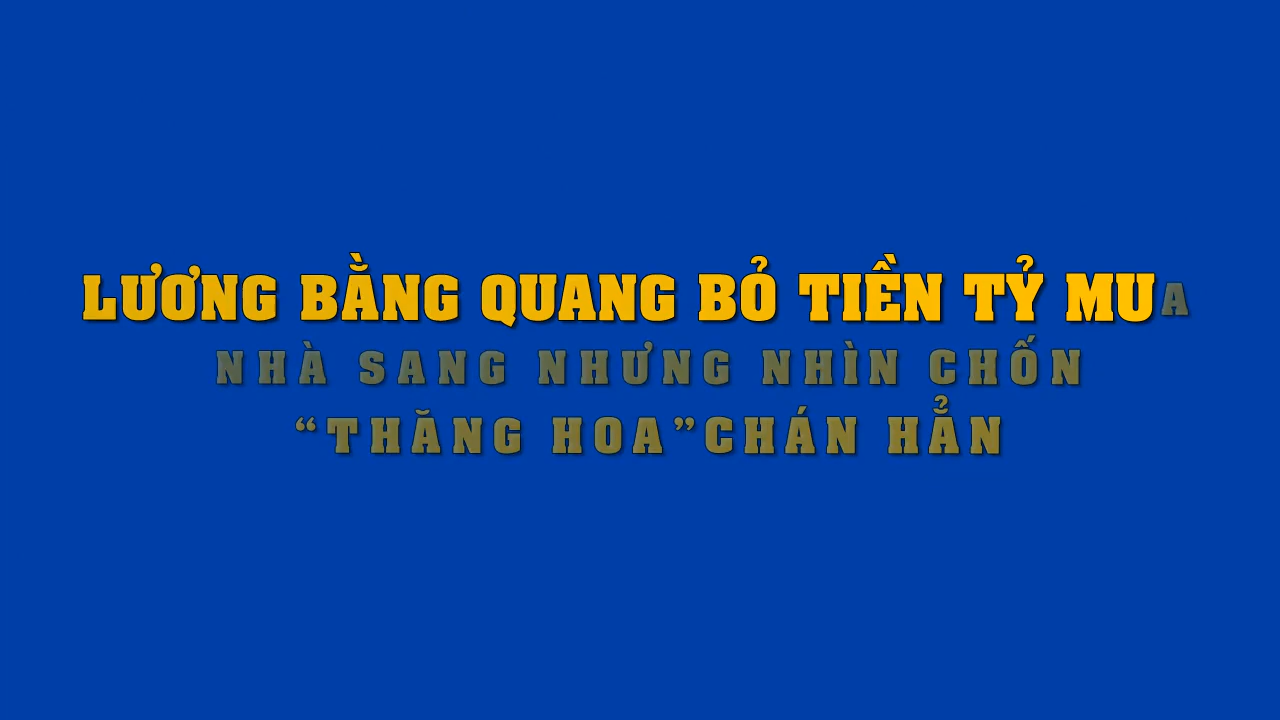 LƯƠNG BẰNG QUANG BỎ TIỀN TỶ MUA
NHÀ SANG NHƯNG NHÌN CHỐN
“THĂNG HOA”CHÁN HẲN